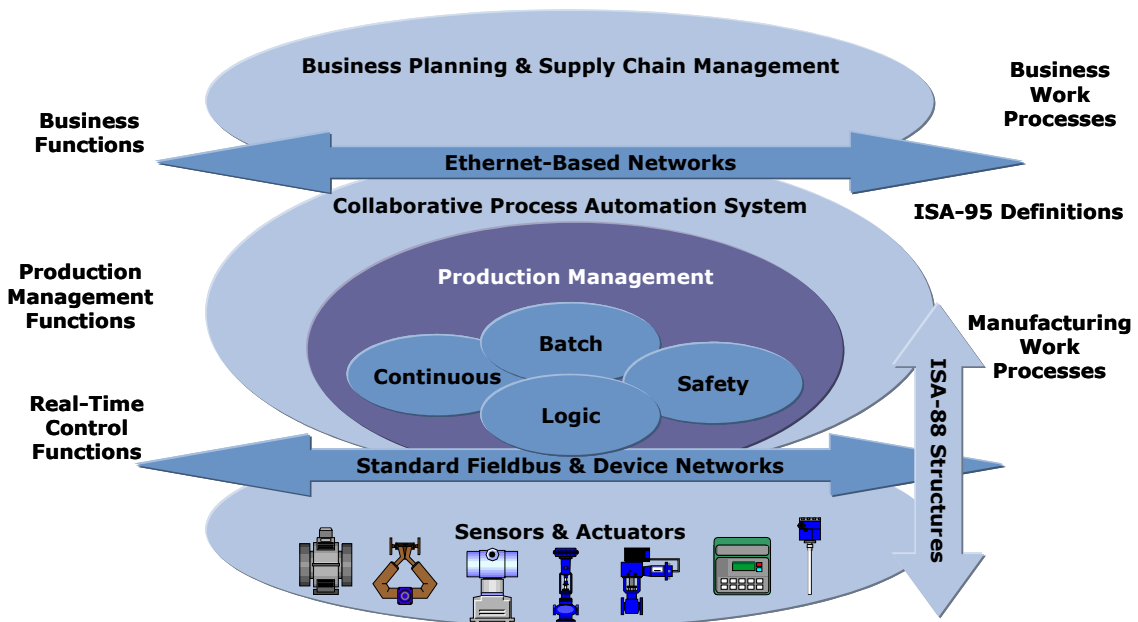 Business Planning & Supply Chain Management
Business
Work
Processes
Business
Functions
Ethernet-Based Networks
Collaborative Process Automation System
ISA-95 Definitions
Production
Management
Functions
Production Management
Batch
Continuous
Safety
Logic
Manufacturing
Work
Processes
ISA-88 Structures
Real-Time
Control
Functions
Standard Fieldbus & Device Networks
Sensors & Actuators